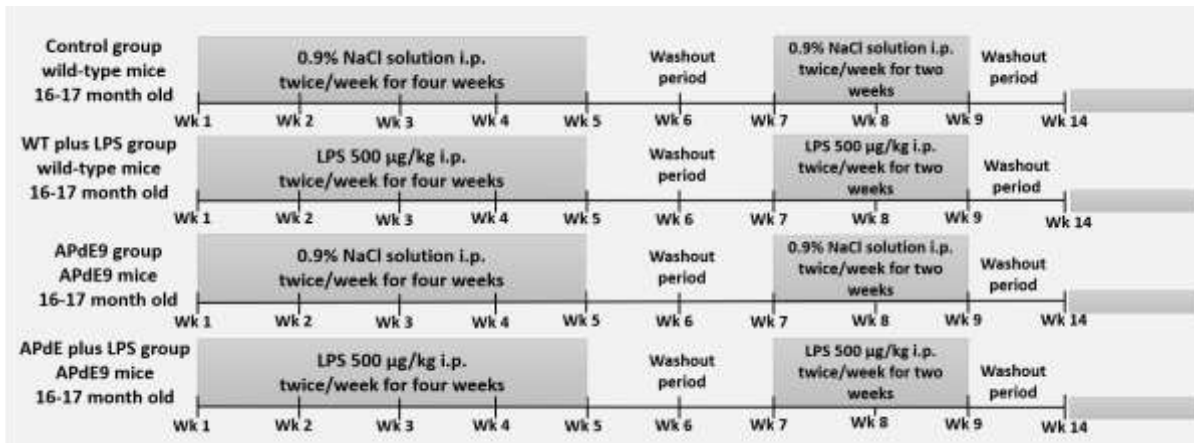 Control group
wild-type mice
16-17 month old
0.9% NaCl solution i.p.
twice/week for four weeks
Washout
period
0.9% NaCl solution i.p.
twice/week for two
weeks
Washout
period
Wk 1 Wk 2 Wk 3 Wk 4 Wk 5 Wk 6 Wk 7 Wk 8 Wk 9 Wk 14
WT plus LPS group
wild-type mice
16-17 month old
LPS 500 µg/kg i.p.
twice/week for four weeks
Washout
period
LPS 500 µg/kg i.p.
twice/week for two
weeks
Washout
period
Wk 1 Wk 2 Wk 3 Wk 4 Wk 5 Wk 6 Wk 7 Wk 8 Wk 9 Wk 14
APdE9 group
APdE9 mice
16-17 month old
0.9% NaCl solution i.p.
twice/week for four weeks
Washout
period
0.9% NaCl solution i.p.
twice/week for two
weeks
Washout
period
Wk 1 Wk 2 Wk 3 Wk 4 Wk 5 Wk 6 Wk 7 Wk 8 Wk 9 Wk 14
APdE plus LPS group
APdE9 mice
16-17 month old
LPS 500 µg/kg i.p.
twice/week for four weeks
Washout
period
LPS 500 µg/kg i.p.
twice/week for two
weeks
Washout
period
Wk 1 Wk 2 Wk 3 Wk 4 Wk 5 Wk 6 Wk 7 Wk 8 Wk 9 Wk 14